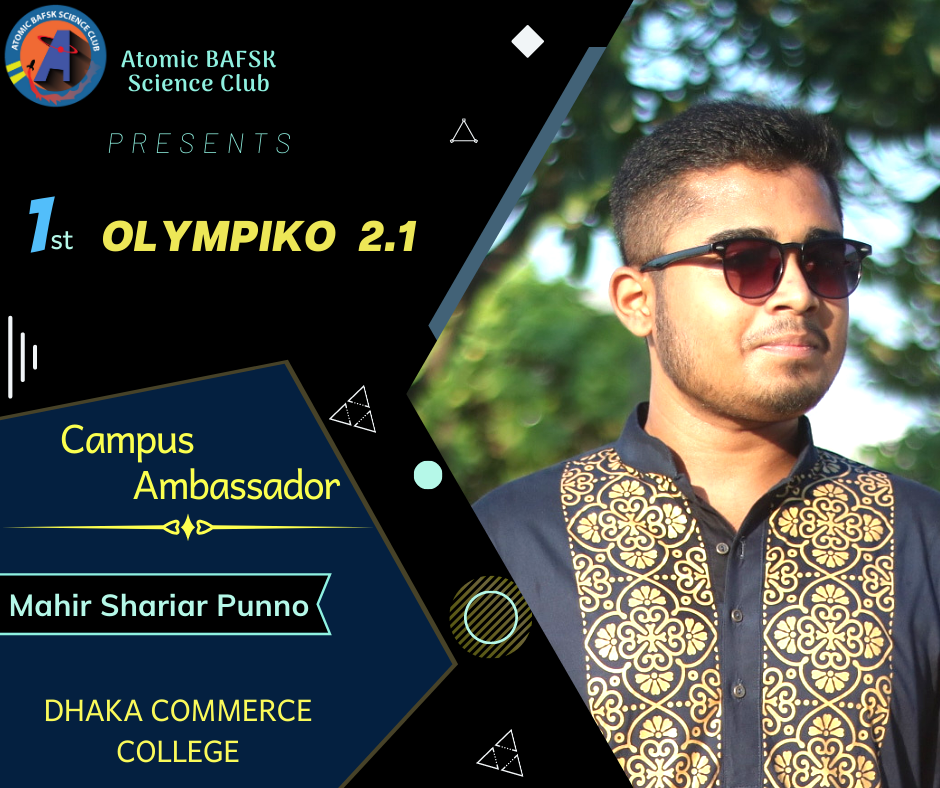 ATOMIC BAFSK SCIENCE CLUB
A
Atomic BAFSK
Science Club
PRESENTS
1st OLYMPIKO 2.1
Campus
Ambassador
Mahir Shariar Punno
DHAKA COMMERCE
COLLEGE